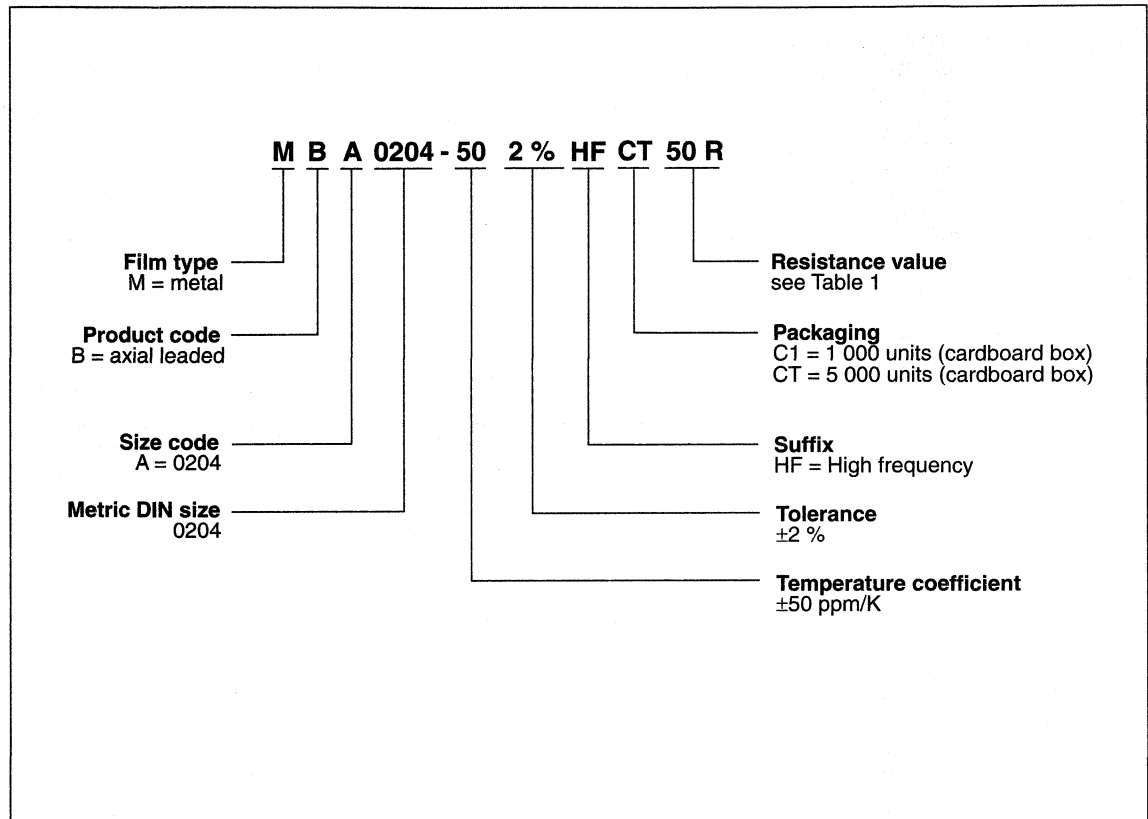 M B A 0204 - 50 2 % HF CT 50 R
Film type
M = metal
Product code
B = axial leaded
Size code
A = 0204
Metric DIN size
0204
Resistance value
see Table 1
Packaging
C1 = 1 000 units (cardboard box)
CT = 5 000 units (cardboard box)
Suffix
HF = High frequency
Tolerance
±2 %
Temperature coefficient
±50 ppm/K